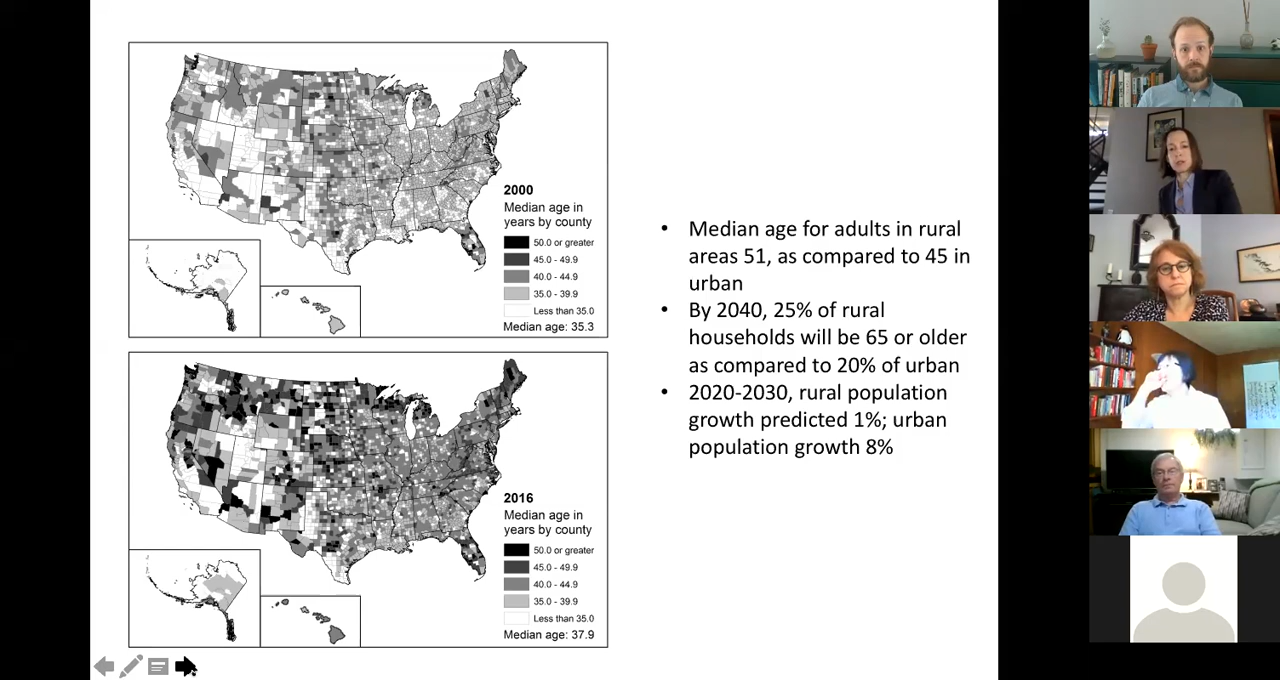 2000
Median age in
years by county
50.0 or greater
45.0 - 49.9
40.0 - 44.9
35.0 - 39.9
Less than 35.0
Median age: 35.3
2016
Median age in
years by county
50.0 or greater
45.0 - 49.9
40.0 - 44.9
35.0 - 39.9
Less than 35.0
Median age: 37.9
• Median age for adults in rural
areas 51, as compared to 45 in
urban
• By 2040, 25% of rural
households will be 65 or older
as compared to 20% of urban
• 2020-2030, rural population
growth predicted 1%; urban
population growth 8%